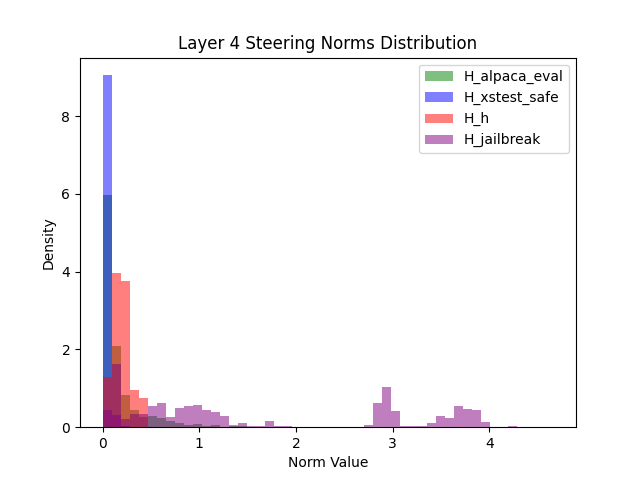 Layer 4 Steering Norms Distribution
H_alpaca_eval
H_xstest_safe
H_h
H_jailbreak
Density
8
6
4
2
0
0
1
2
3
4
Norm Value